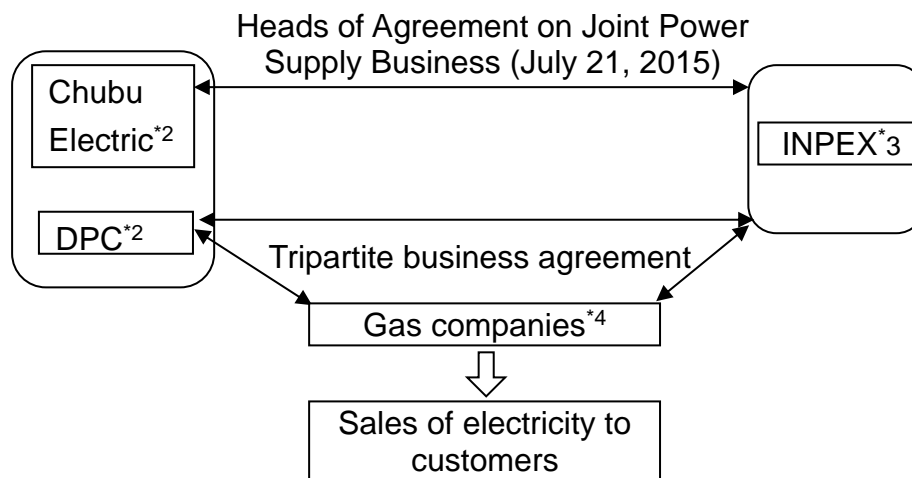 Heads of Agreement on Joint Power
Supply Business (July 21, 2015)
Chubu
Electric*2
INPEX*3
DPC*2
Tripartite business agreement
Gas companies*4
Sales of electricity to
customers